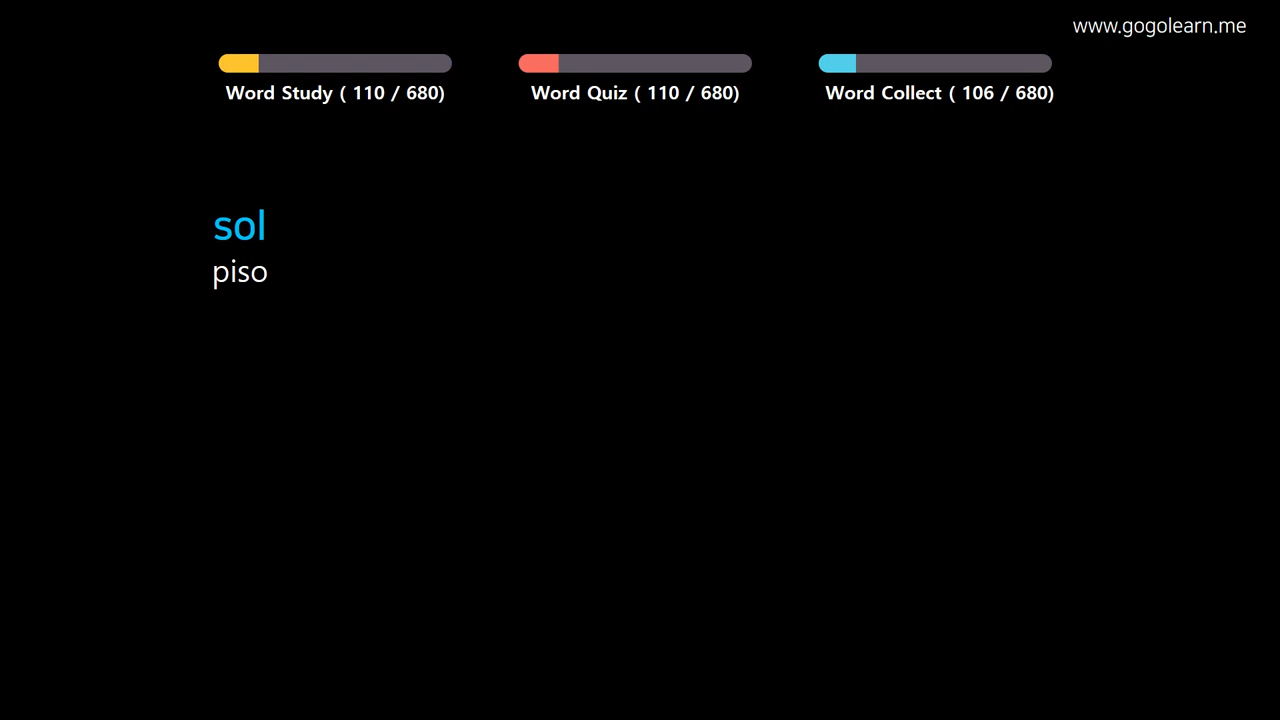 www.gogolearn.me
Word Study ( 110 / 680)
Word Quiz ( 110 / 680)
Word Collect ( 106 / 680)
sol
piso